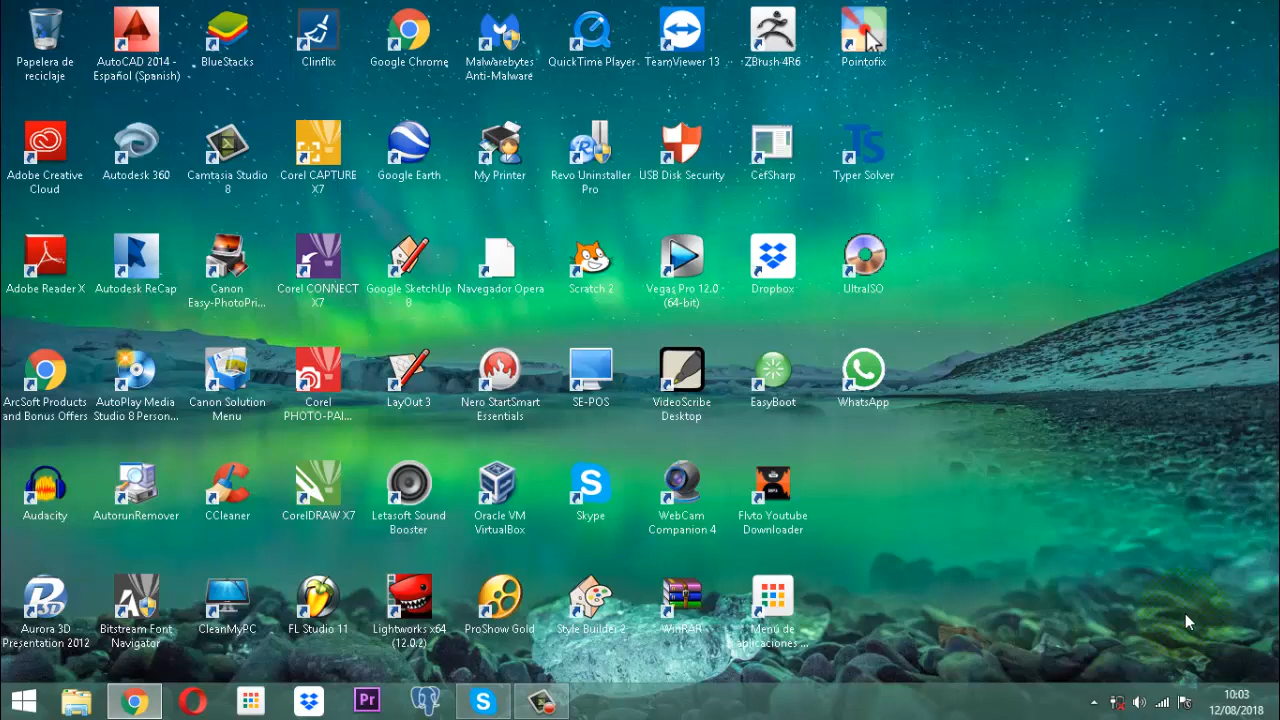 Papelera de
reciclaje
AutoCAD 2014 -
Español (Spanish)
BlueStacks
Clinflix
Google Chrome
Malwarebytes
Anti-Malware
QuickTime Player
TeamViewer 13
ZBrush 4R6
Pointofix
Adobe Creative
Cloud
Autodesk 360
Camtasia Studio
8
Corel CAPTURE
X7
Google Earth
My Printer
Revo Uninstaller
Pro
USB Disk Security
CefSharp
TS
Typer Solver
Adobe Reader X
Autodesk ReCap
Canon
Easy-PhotoPri...
Corel CONNECT
X7
Google SketchUp
8
Navegador Opera
Scratch 2
Vegas Pro 12.0
(64-bit)
Dropbox
UltraISO
ArcSoft Products
and Bonus Offers
AutoPlay Media
Studio 8 Person...
Canon Solution
Menu
Corel
PHOTO-PAI...
LayOut 3
Nero StartSmart
Essentials
SE-POS
VideoScribe
Desktop
EasyBoot
WhatsApp
Audacity
AutorunRemover
CCleaner
CorelDRAW X7
Letasoft Sound
Booster
Oracle VM
VirtualBox
Skype
WebCam
Companion 4
Flvto Youtube
Downloader
Aurora 3D
Presentation 2012
Bitstream Font
Navigator
CleanMyPC
FL Studio 11
Lightworks x64
(12.0.2)
ProShow Gold
Style Builder 2
WinRAR
Menú de
aplicaciones ...
Pr
10:03
12/08/2018